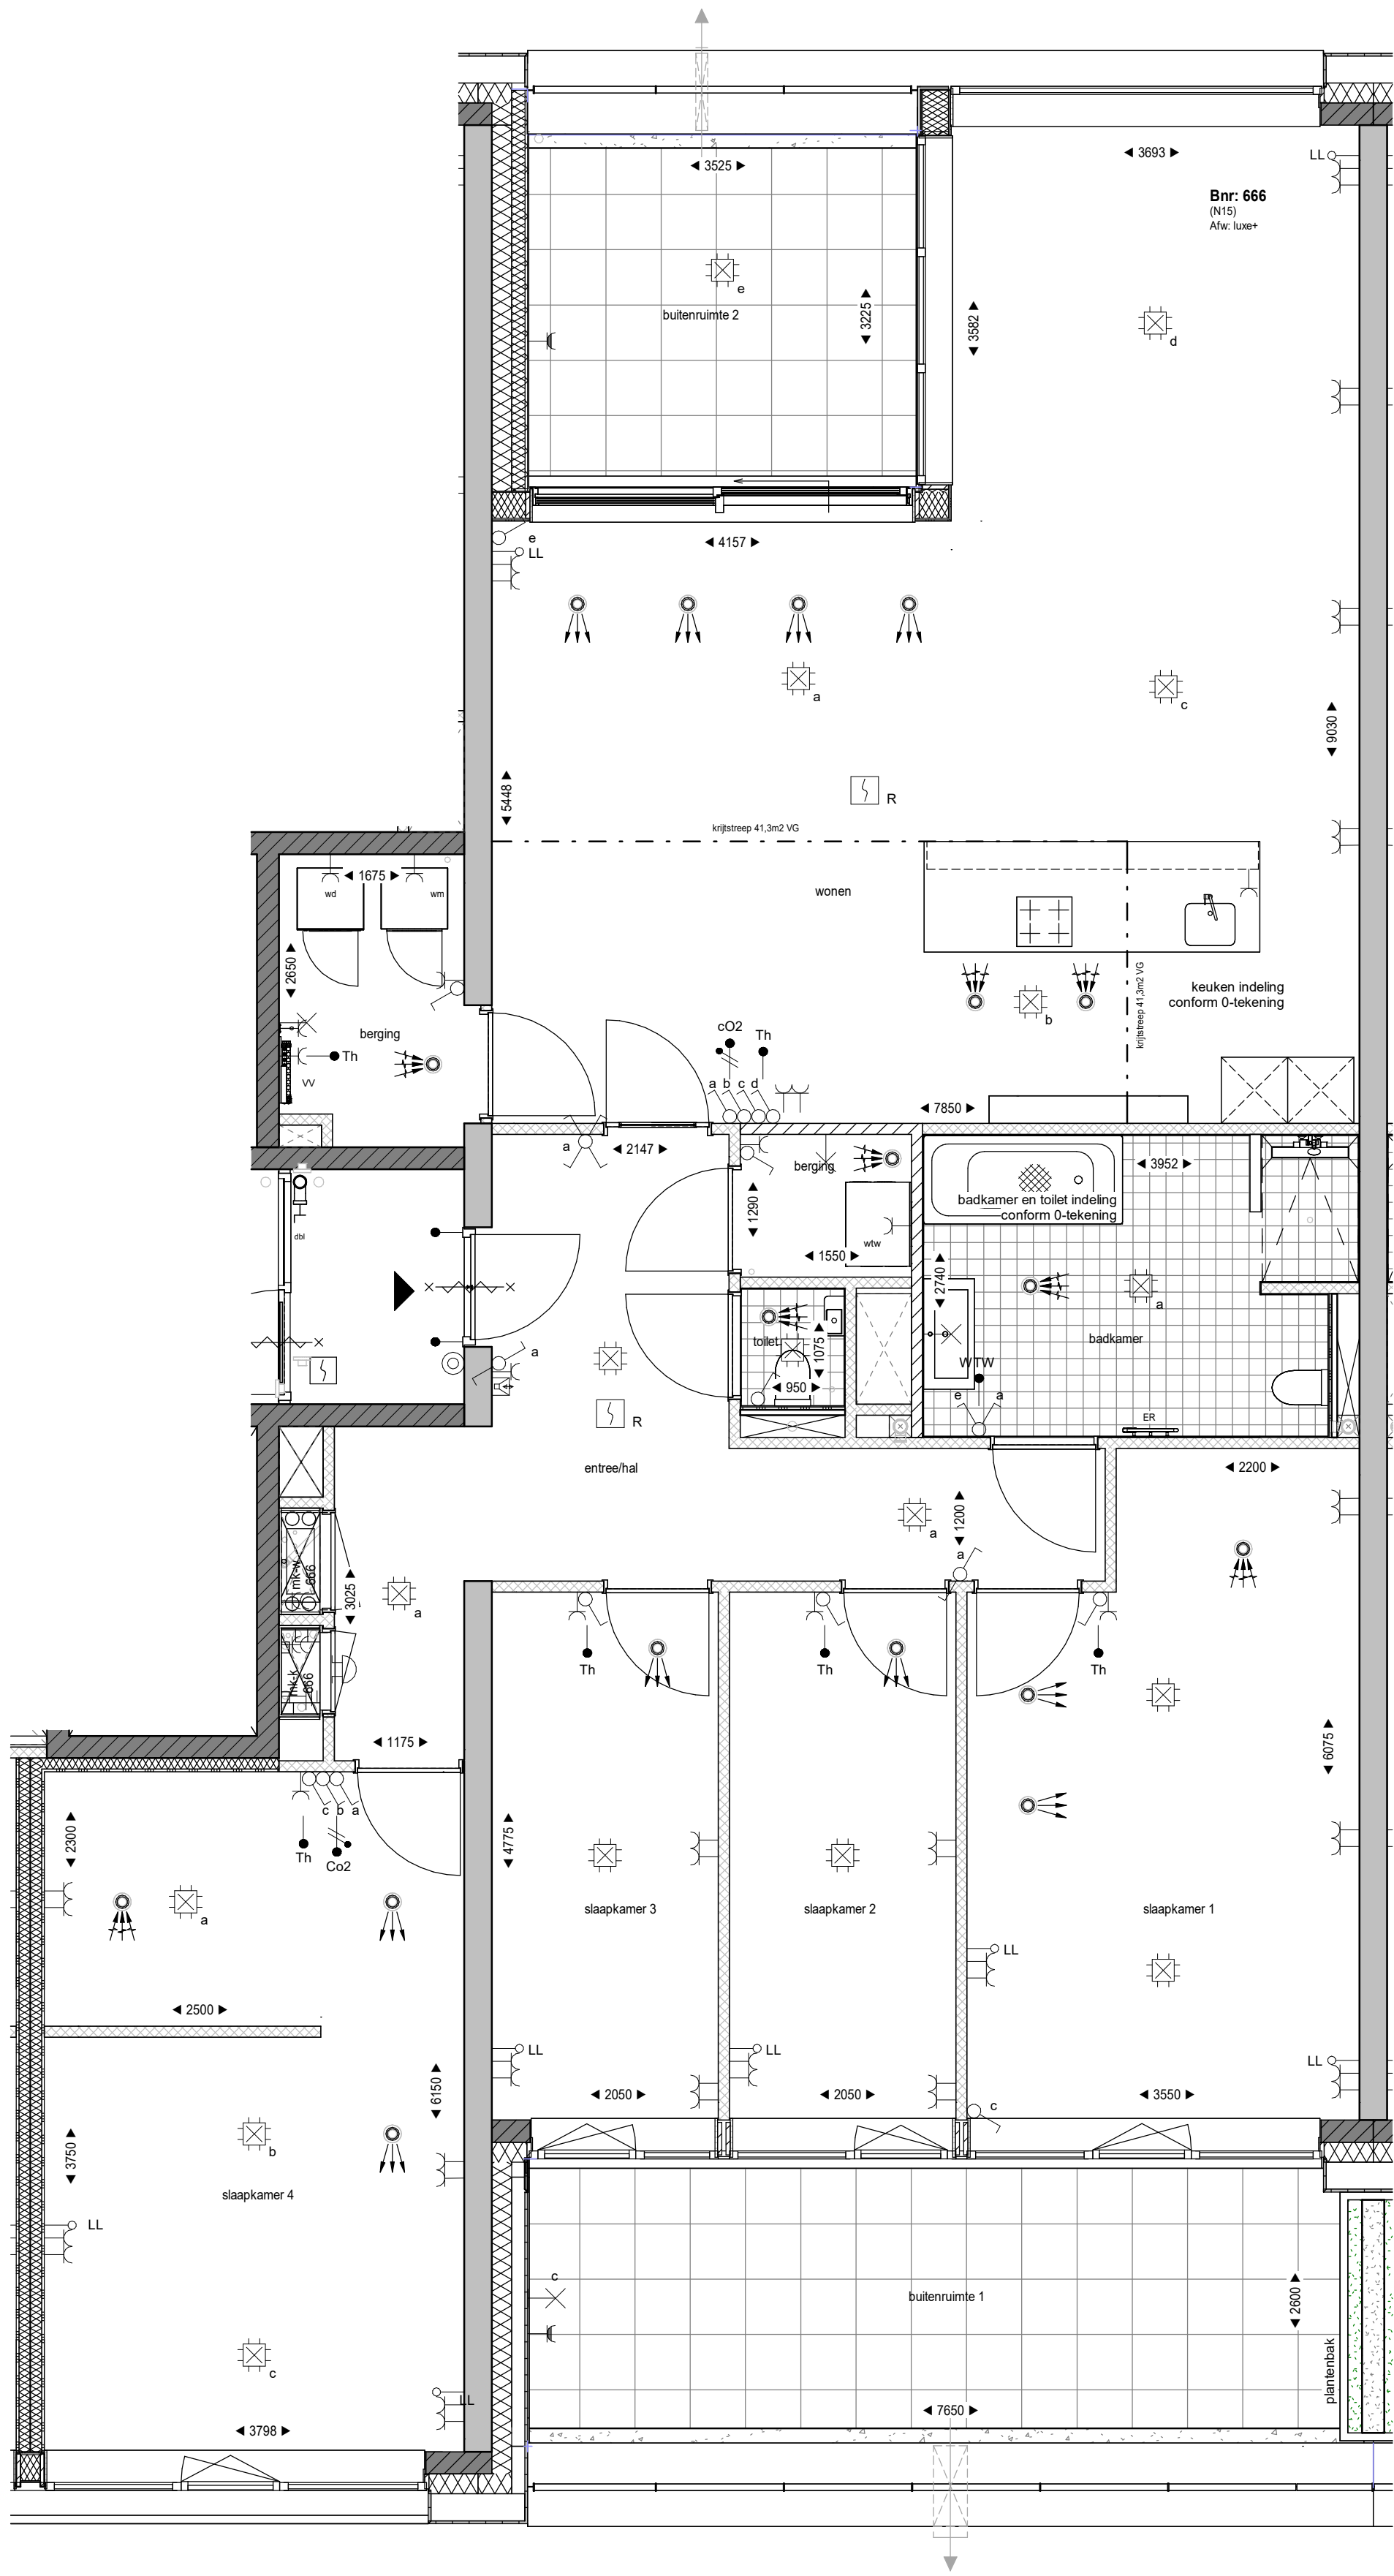 3525
3693
LL
Bnr: 666
(N15)
Afw: luxe+
e
buitenruimte 2
3225
3582
d
e
LL
4157
a
c
9030
5448
R
krijtstreep 41,3m2 VG
wonen
1675
wd
wm
2650
berging
Th
VV
krijtstreep 41,3m2 VG
keuken indeling
conform 0-tekening
b
cO2
Th
a b c d
7850
a
2147
berging
1290
1550
wtw
3952
badkamer en toilet indeling
conform 0-tekening
2740
a
badkamer
WTW
e
a
ER
dbl
toilet
1075
950
a
R
entree/hal
2200
1200
a
a
mk-w
666
3025
a
mk-k
666
1175
Th
Th
Th
c b a
Th
Co2
2300
4775
6075
a
slaapkamer 3
slaapkamer 2
slaapkamer 1
LL
2500
LL
LL
LL
6150
2050
2050
3550
c
3750
b
slaapkamer 4
LL
c
buitenruimte 1
2600
plantenbak
c
LL
3798
7650